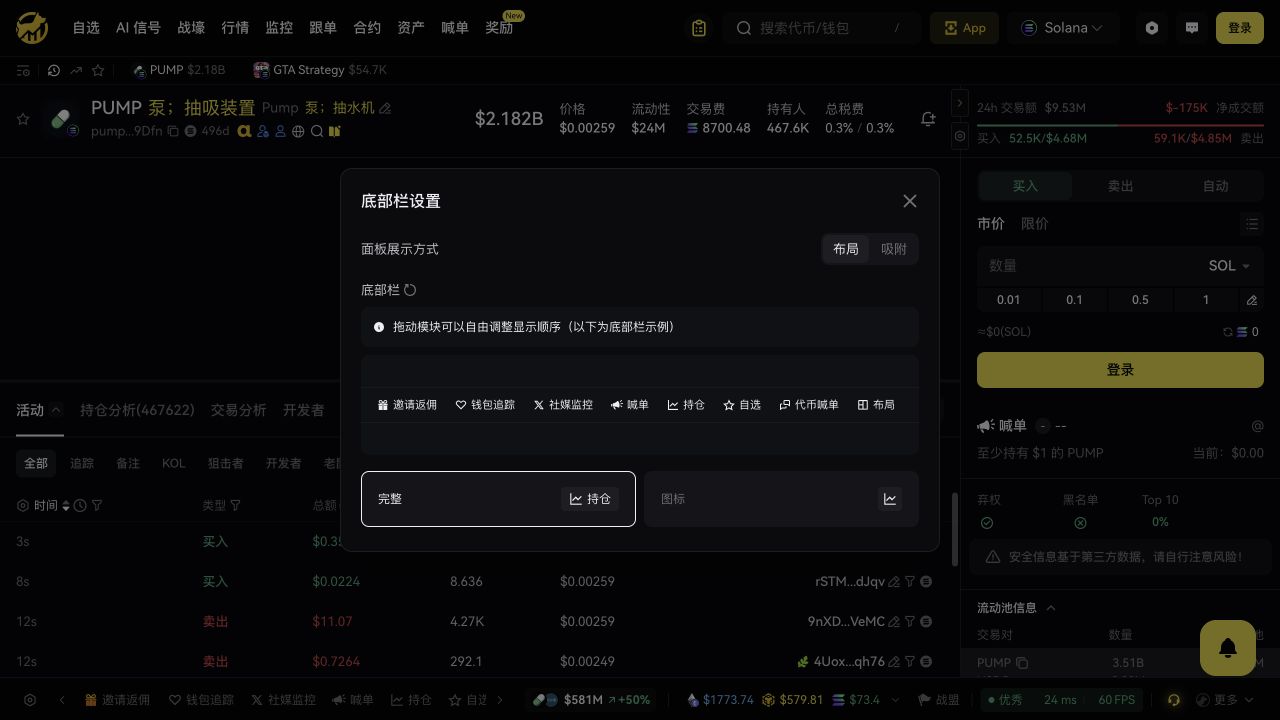 自选 AI 信号 战壕 行情 监控 跟单 合约 资产 喊单 奖励 New 搜索代币/钱包 / App Solana 登录
PUMP $2.18B GTA Strategy $54.7K
PUMP 泵；抽吸装置 Pump 泵；抽水机
pump...9Dfn 496d
$2.182B
价格 流动性 交易费 持有人 总税费
$0.00259 $24M 8700.48 467.6K 0.3% / 0.3%
24h 交易额 $9.53M $-175K 净成交额
买入 52.5K/$4.68M 59.1K/$4.85M 卖出
买入 卖出 自动
市价 限价
数量 SOL
0.01 0.1 0.5 1
≈$0(SOL) 0
登录
喊单 - --
至少持有 $1 的 PUMP 当前：$0.00
弃权 黑名单 Top 10
0%
安全信息基于第三方数据，请自行注意风险！
流动池信息
交易对 数量 池
PUMP 3.51B M
底部栏设置
面板展示方式 布局 吸附
底部栏
拖动模块可以自由调整显示顺序（以下为底部栏示例）
邀请返佣 钱包追踪 社媒监控 喊单 持仓 自选 代币喊单 布局
完整 持仓 图标
活动 持仓分析(467622) 交易分析 开发者
全部 追踪 备注 KOL 狙击者 开发者
时间 类型 总额
3s 买入
8s 买入 $0.0224 8.636 $0.00259 rSTM...dJqv
12s 卖出 $11.07 4.27K $0.00259 9nXD...VeMC
12s 卖出 $0.7264 292.1 $0.00249 4Uox...qh76
邀请返佣 钱包追踪 社媒监控 喊单 持仓 自选 $581M +50% $1773.74 $579.81 $73.4 战盟 优秀 24 ms 60 FPS 更多